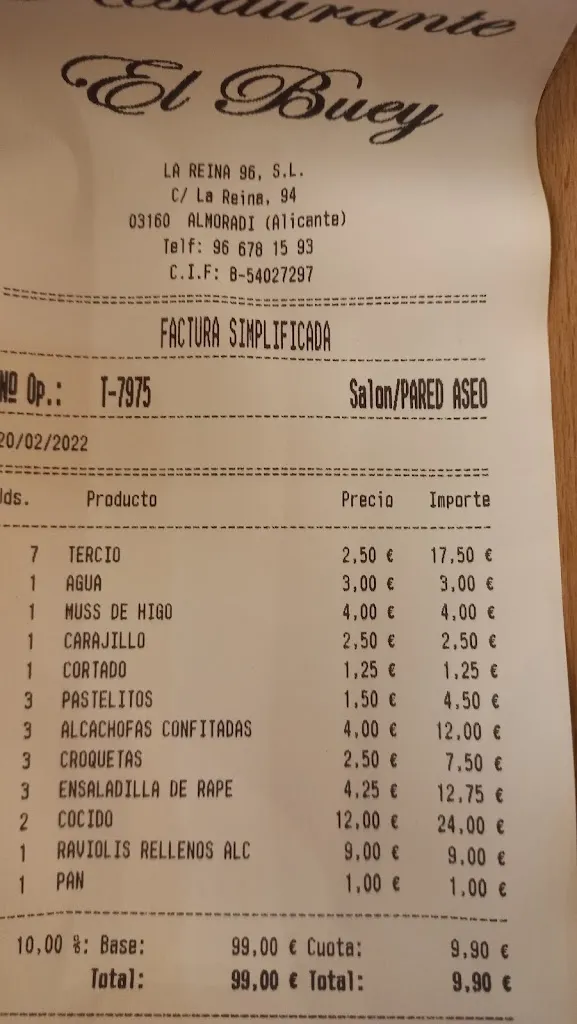 Restaurante
El Buey
LA REINA 96, S.L.
C/ La Reina, 94
03160 ALMORADI (Alicante)
Telf: 96 678 15 93
C.I.F: B-54027297
FACTURA SIMPLIFICADA
Nº Op.: T-7975 Salon/PARED ASEO
20/02/2022
Uds. Producto Precio Importe
7 TERCIO 2,50 € 17,50 €
1 AGUA 3,00 € 3,00 €
1 MUSS DE HIGO 4,00 € 4,00 €
1 CARAJILLO 2,50 € 2,50 €
1 CORTADO 1,25 € 1,25 €
3 PASTELITOS 1,50 € 4,50 €
3 ALCACHOFAS CONFITADAS 4,00 € 12,00 €
3 CROQUETAS 2,50 € 7,50 €
3 ENSALADILLA DE RAPE 4,25 € 12,75 €
2 COCIDO 12,00 € 24,00 €
1 RAVIOLIS RELLENOS ALC 9,00 € 9,00 €
1 PAN 1,00 € 1,00 €
10,00 %: Base: 99,00 € Cuota: 9,90 €
Total: 99,00 € Total: 9,90 €